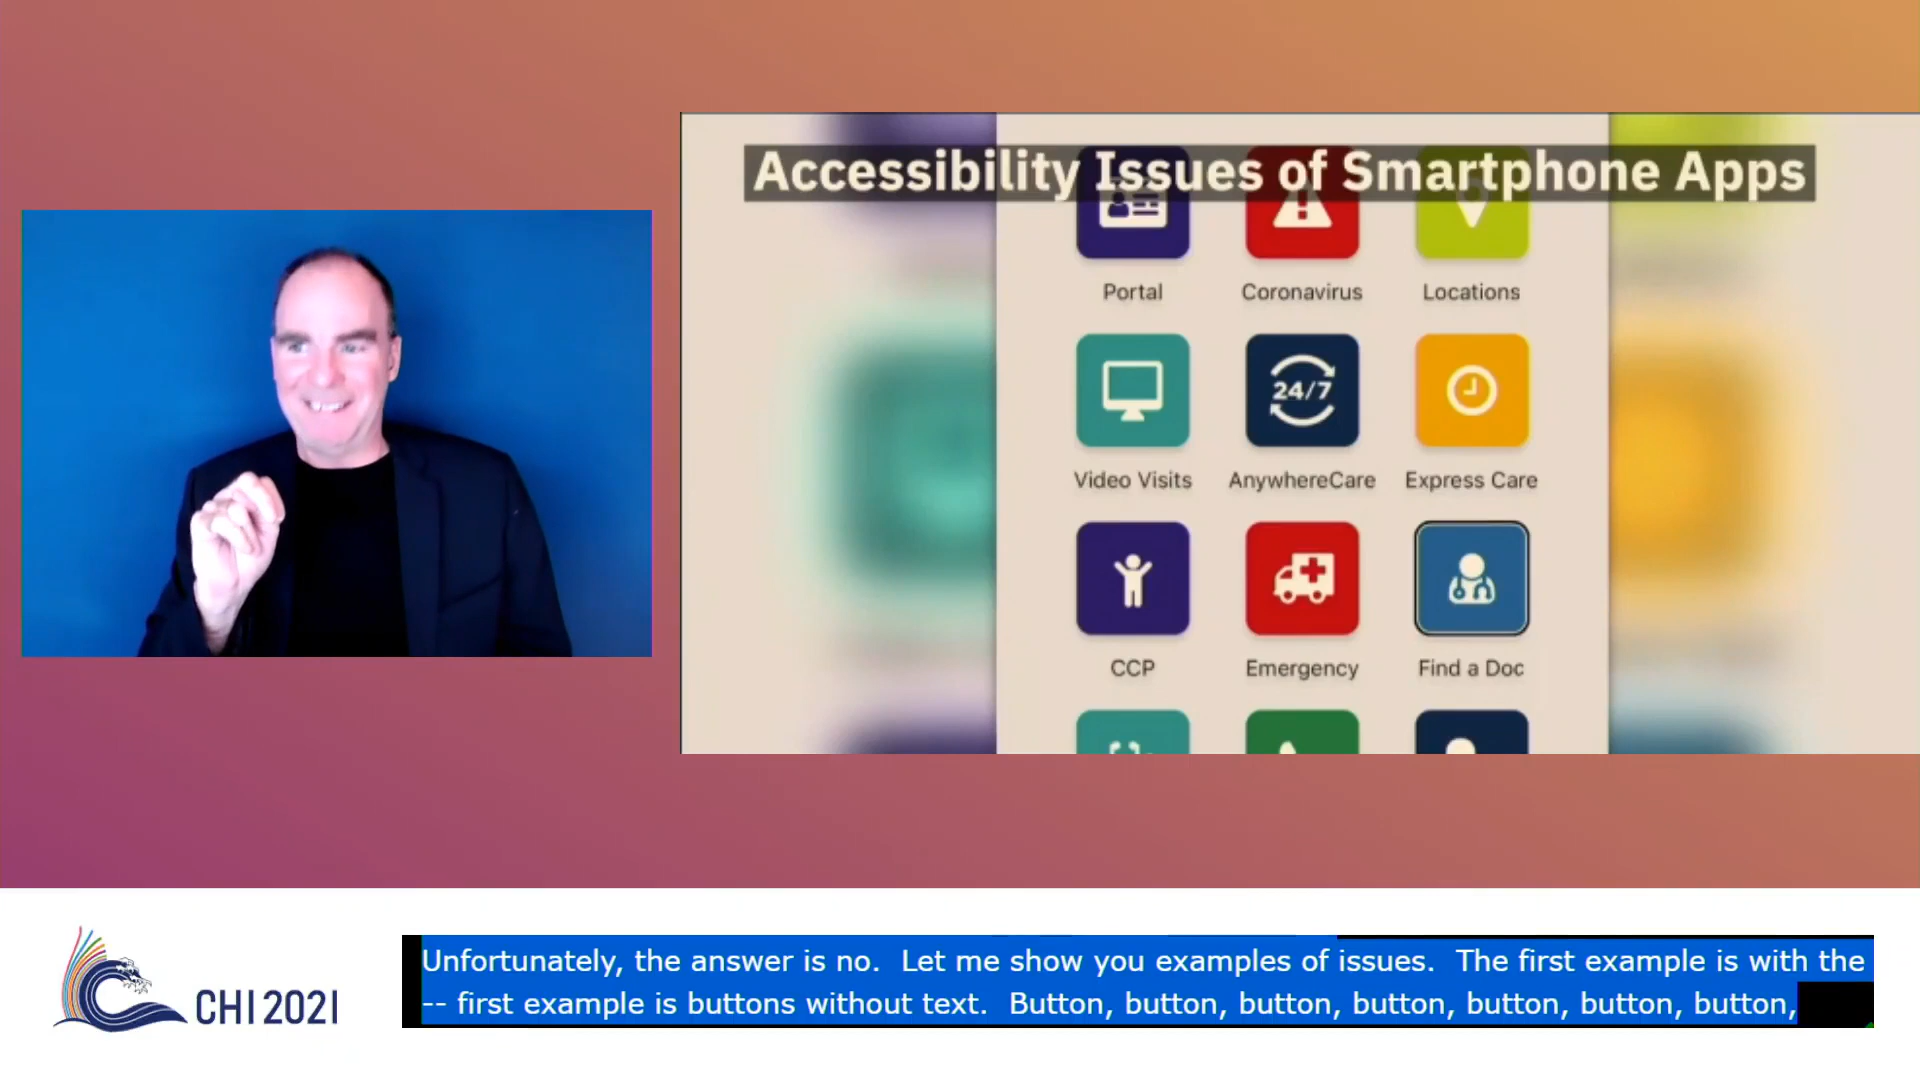 Accessibility Issues of Smartphone Apps
Portal
Coronavirus
Locations
24/7
Video Visits
AnywhereCare
Express Care
CCP
Emergency
Find a Doc
CHI 2021
Unfortunately, the answer is no.  Let me show you examples of issues.  The first example is with the
-- first example is buttons without text.  Button, button, button, button, button, button, button,